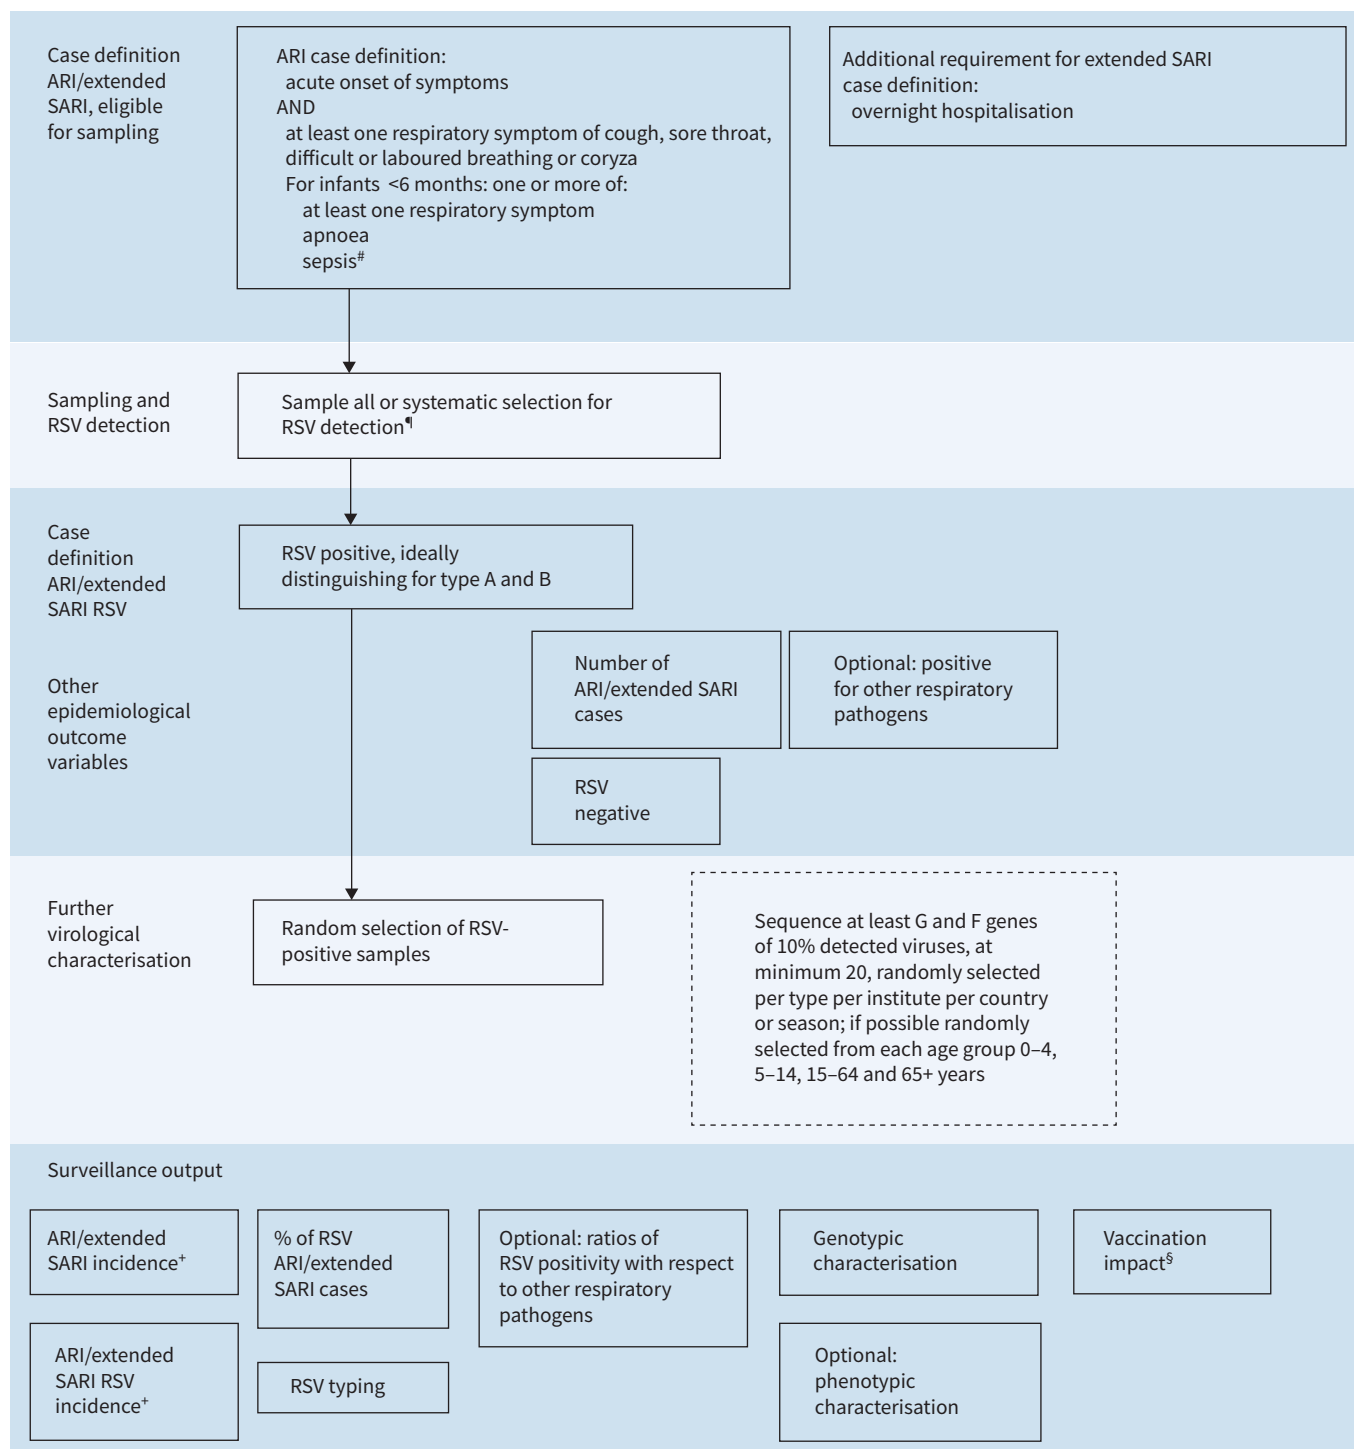 Case definition
ARI/extended
SARI, eligible
for sampling
ARI case definition:
acute onset of symptoms
AND
at least one respiratory symptom of cough, sore throat,
difficult or laboured breathing or coryza
For infants <6 months: one or more of:
at least one respiratory symptom
apnoea
sepsis#
Additional requirement for extended SARI
case definition:
overnight hospitalisation
Sampling and
RSV detection
Sample all or systematic selection for
RSV detection¶
Case
definition
ARI/extended
SARI RSV
RSV positive, ideally
distinguishing for type A and B
Other
epidemiological
outcome
variables
Number of
ARI/extended SARI
cases
Optional: positive
for other respiratory
pathogens
RSV
negative
Further
virological
characterisation
Random selection of RSV-
positive samples
Sequence at least G and F genes
of 10% detected viruses, at
minimum 20, randomly selected
per type per institute per country
or season; if possible randomly
selected from each age group 0–4,
5–14, 15–64 and 65+ years
Surveillance output
ARI/extended
SARI incidence+
% of RSV
ARI/extended
SARI cases
Optional: ratios of
RSV positivity with respect
to other respiratory
pathogens
Genotypic
characterisation
Vaccination
impact§
ARI/extended
SARI RSV
incidence+
RSV typing
Optional:
phenotypic
characterisation